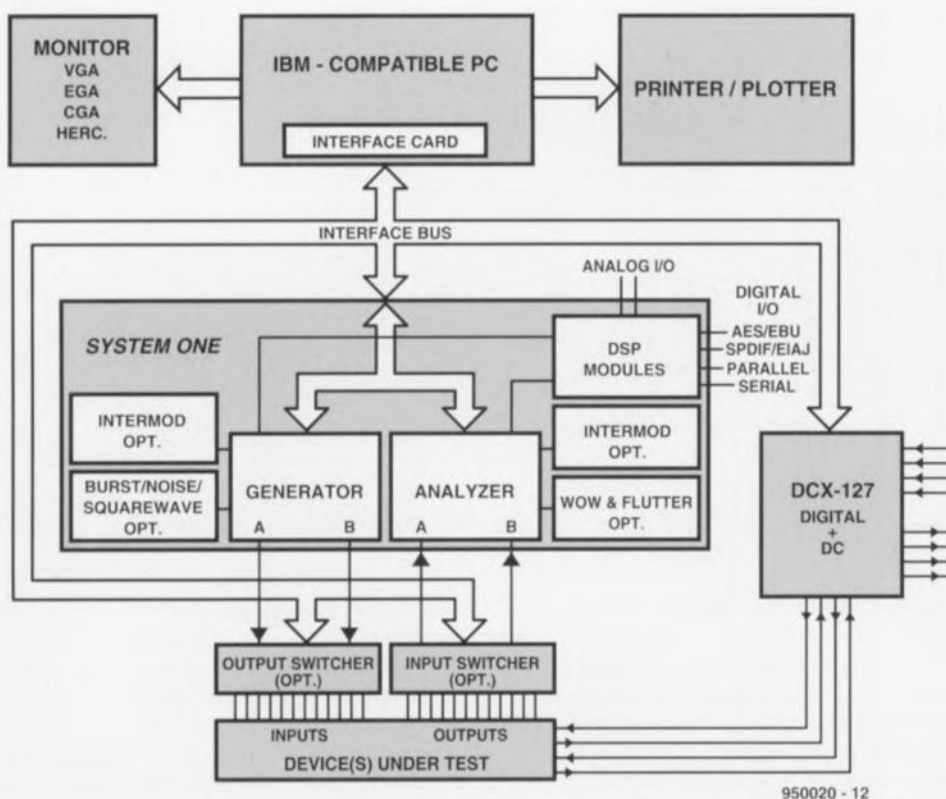 MONITOR
VGA
EGA
CGA
HERC.
IBM - COMPATIBLE PC
INTERFACE CARD
PRINTER / PLOTTER
INTERFACE BUS
ANALOG I/O
DIGITAL
I/O
AES/EBU
SPDIF/EIAJ
PARALLEL
SERIAL
SYSTEM ONE
DSP
MODULES
INTERMOD
OPT.
BURST/NOISE/
SQUAREWAVE
OPT.
GENERATOR
A B
ANALYZER
A B
INTERMOD
OPT.
WOW & FLUTTER
OPT.
DCX-127
DIGITAL
+
DC
OUTPUT SWITCHER
(OPT.)
INPUT SWITCHER
(OPT.)
INPUTS
OUTPUTS
DEVICE(S) UNDER TEST
950020 - 12